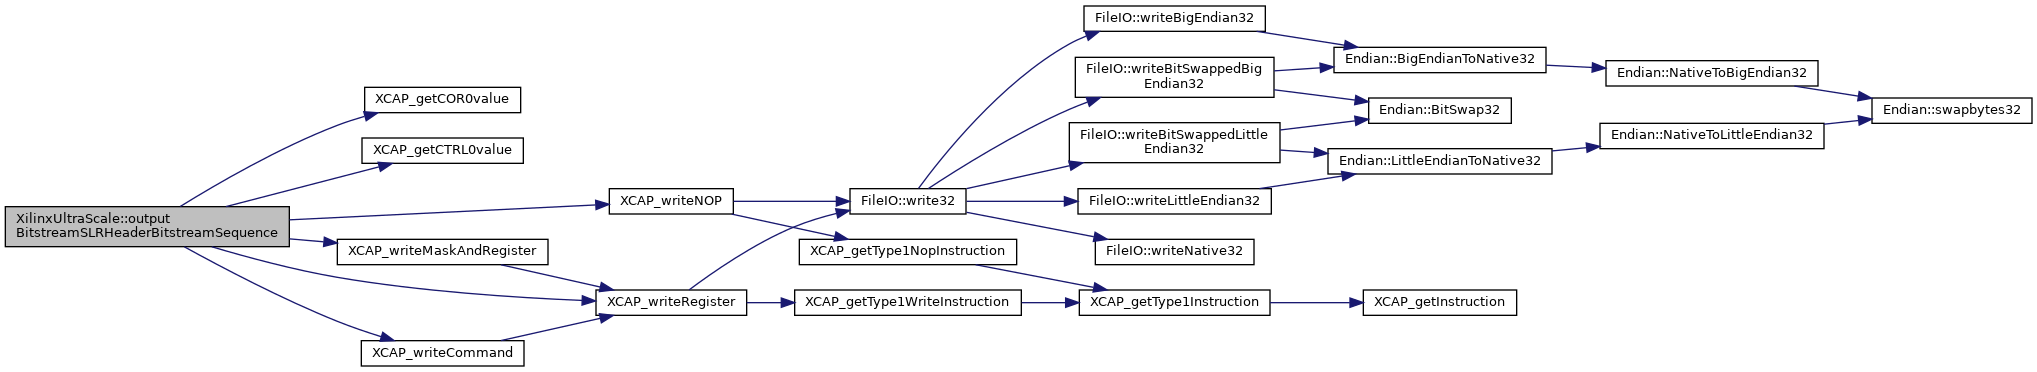 XilinxUltraScale::output
BitstreamSLRHeaderBitstreamSequence
XCAP_getCOR0value
XCAP_getCTRL0value
XCAP_writeNOP
XCAP_writeMaskAndRegister
XCAP_writeRegister
XCAP_writeCommand
FileIO::write32
XCAP_getType1NopInstruction
XCAP_getType1WriteInstruction
FileIO::writeBigEndian32
FileIO::writeBitSwappedBig
Endian32
FileIO::writeBitSwappedLittle
Endian32
FileIO::writeLittleEndian32
FileIO::writeNative32
XCAP_getType1Instruction
Endian::BigEndianToNative32
Endian::BitSwap32
Endian::LittleEndianToNative32
XCAP_getInstruction
Endian::NativeToBigEndian32
Endian::NativeToLittleEndian32
Endian::swapbytes32